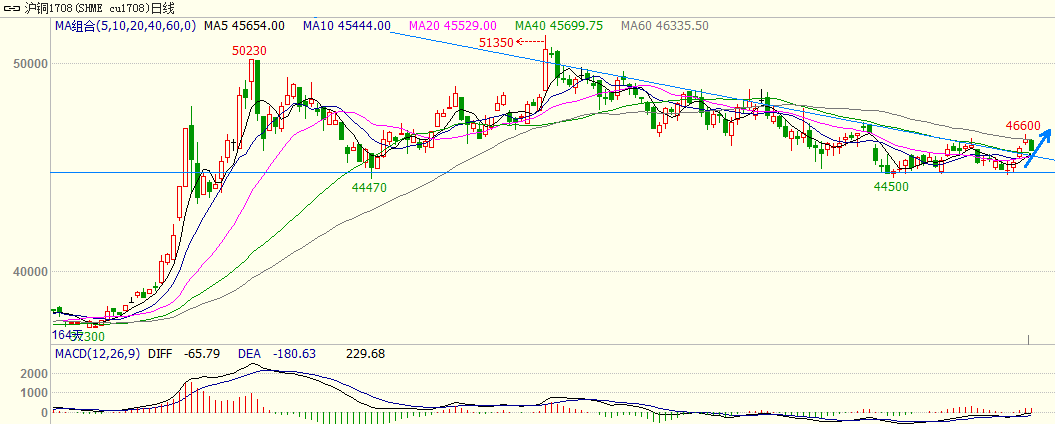 沪铜1708(SHME cu1708)日线
MA组合(5,10,20,40,60,0) MA5 45654.00 MA10 45444.00 MA20 45529.00 MA40 45699.75 MA60 46335.50
51350
50230
50000
46600
44470
44500
40000
164天
MACD(12,26,9) DIFF -65.79 DEA -180.63 229.68
2000
1000
0